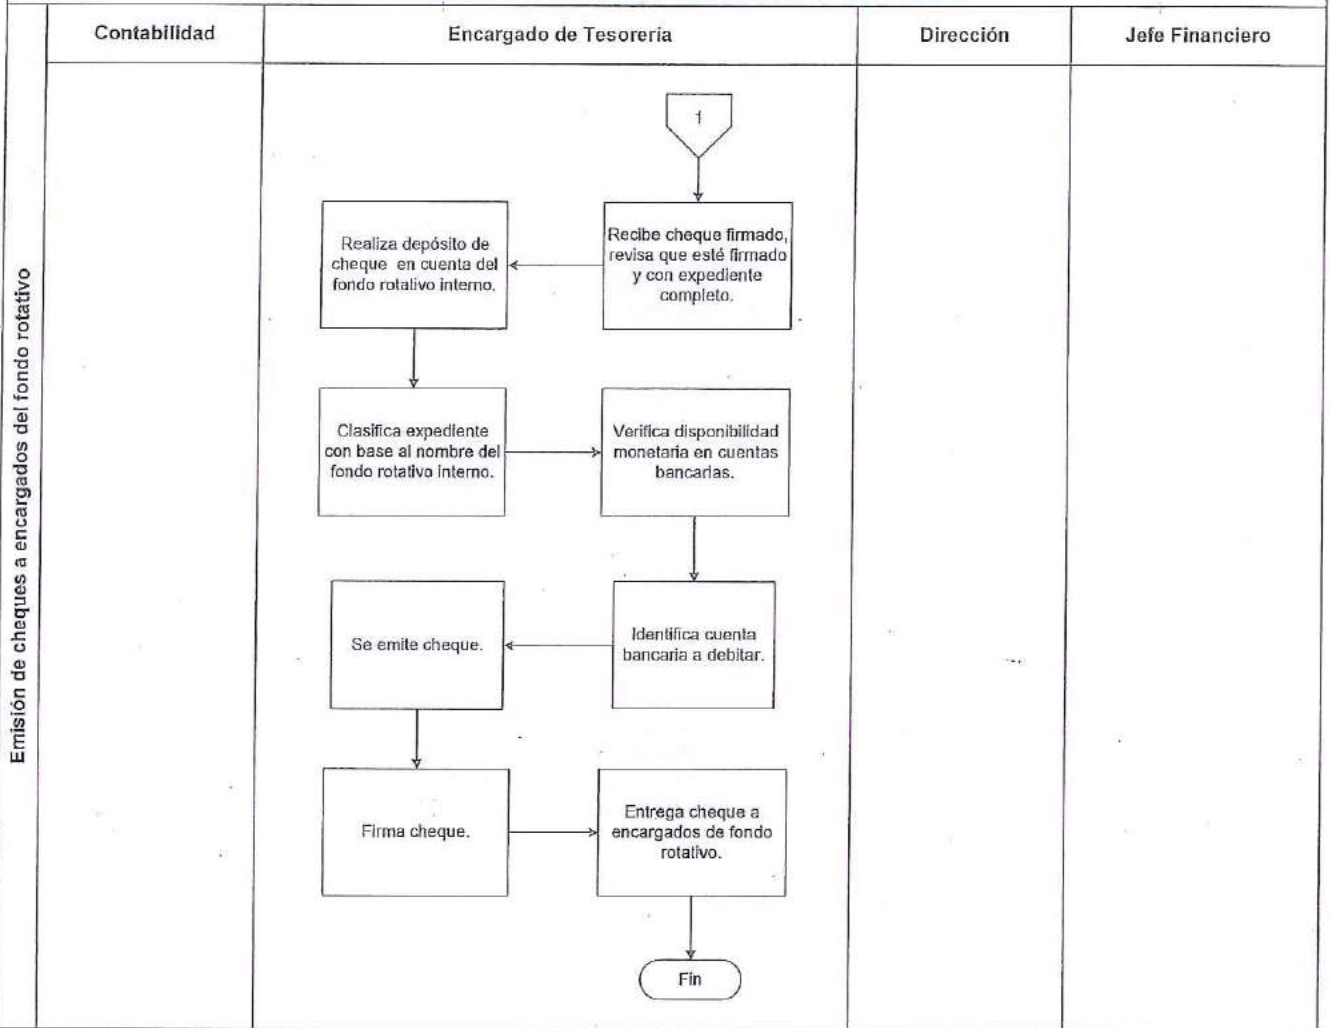 Contabilidad
Encargado de Tesorería
Dirección
Jefe Financiero
Emisión de cheques a encargados del fondo rotativo
1
Recibe cheque firmado,
revisa que esté firmado
y con expediente
completo.
Realiza depósito de
cheque en cuenta del
fondo rotativo interno.
Clasifica expediente
con base al nombre del
fondo rotativo interno.
Verifica disponibilidad
monetaria en cuentas
bancarias.
Identifica cuenta
bancaria a debitar.
Se emite cheque.
Firma cheque.
Entrega cheque a
encargados de fondo
rotativo.
Fin